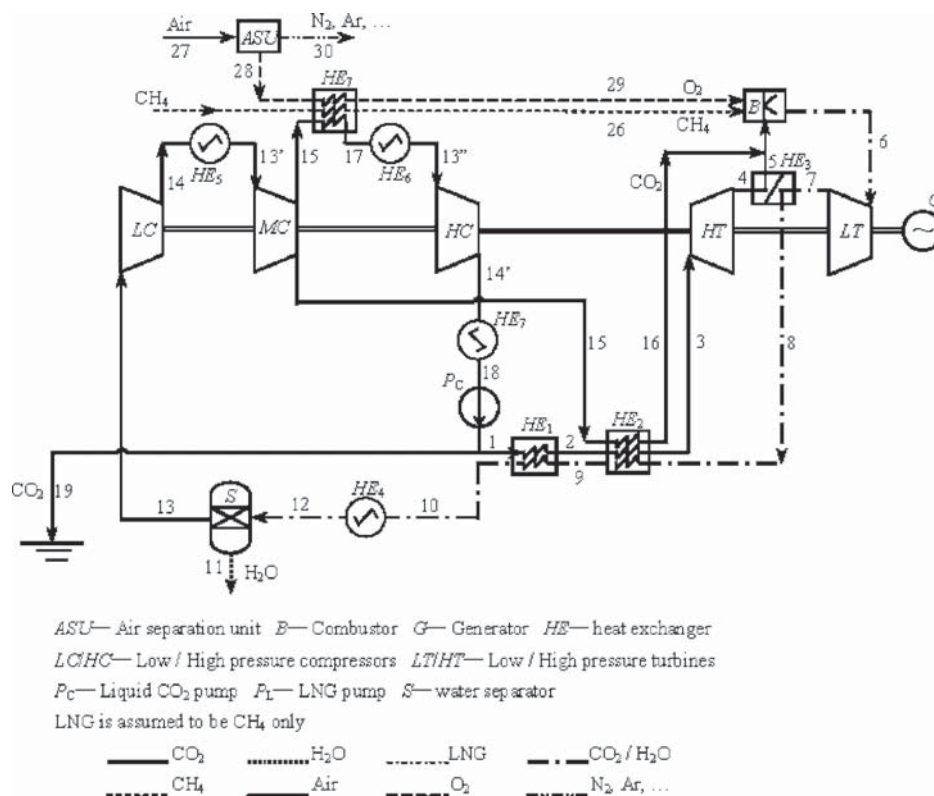 Air
27
ASU
N₂, Ar, ...
30
28
HE₇
29
O₂
CH₄
B
26
CH₄
14
HE₅
13'
15
17
HE₆
13''
CO₂
4
5
HE₃
7
6
LC
MC
HC
HT
LT
G
14'
HE₇
15
16
3
8
18
P_C
1
HE₁
2
HE₂
9
CO₂
19
13
S
12
HE₄
10
11
H₂O
ASU— Air separation unit B— Combustor G— Generator HE— heat exchanger
LC/HC— Low / High pressure compressors LT/HT— Low / High pressure turbines
P_C— Liquid CO₂ pump P_L— LNG pump S— water separator
LNG is assumed to be CH₄ only
CO₂ H₂O LNG CO₂ / H₂O
CH₄ Air O₂ N₂, Ar, ...